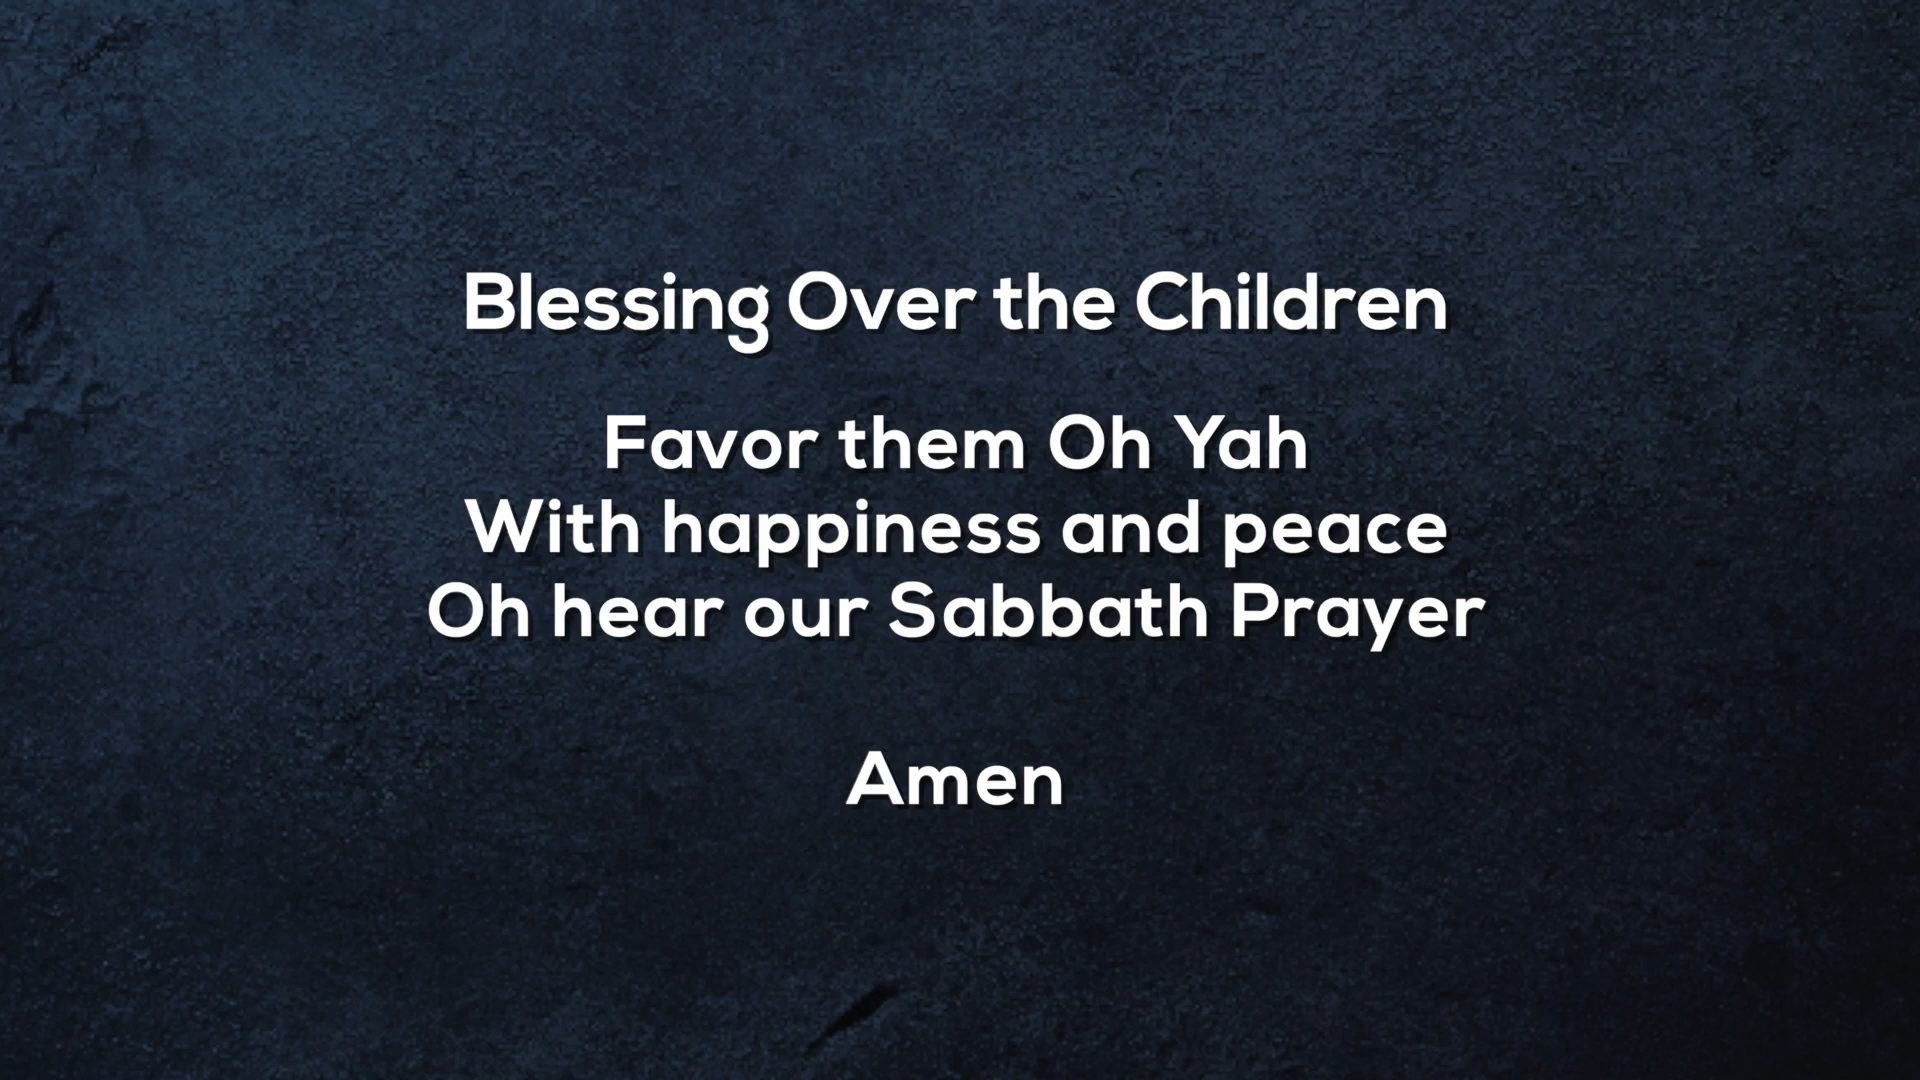 Blessing Over the Children
Favor them Oh Yah
With happiness and peace
Oh hear our Sabbath Prayer
Amen